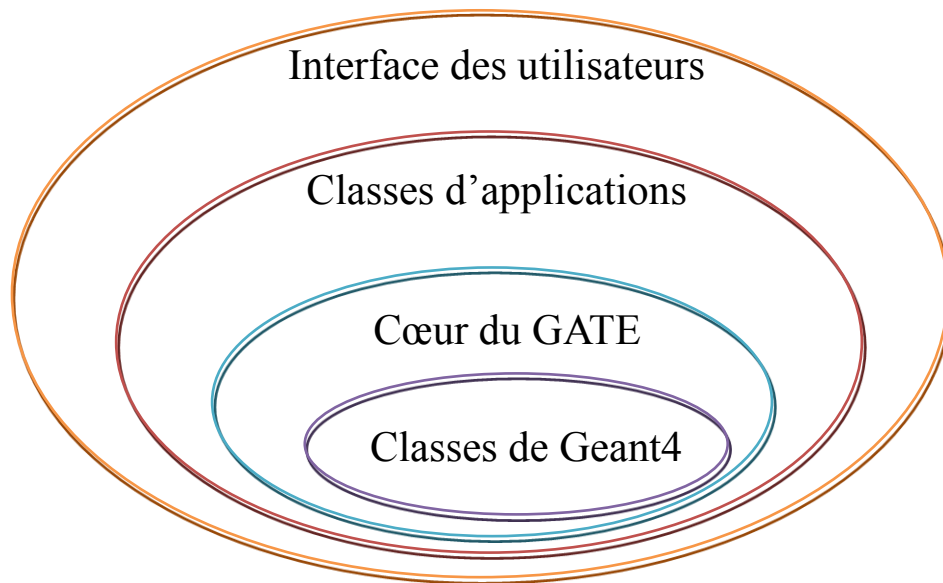 Interface des utilisateurs
Classes d’applications
Cœur du GATE
Classes de Geant4